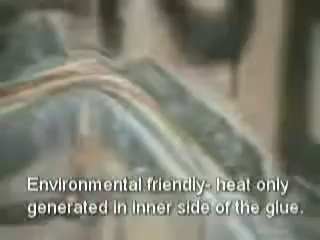 Environmental friendly- heat only
generated in inner side of the glue.